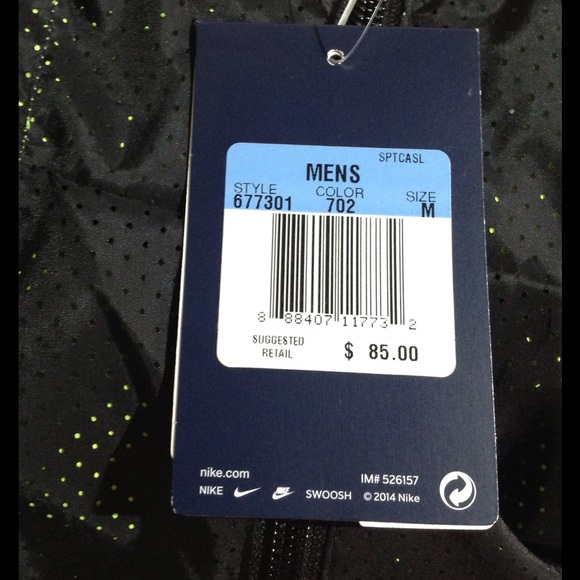 SPTCASL
MENS
STYLE COLOR SIZE
677301 702 M
8 88407 11773 2
SUGGESTED
RETAIL
$ 85.00
nike.com IM# 526157
NIKE SWOOSH © 2014 Nike